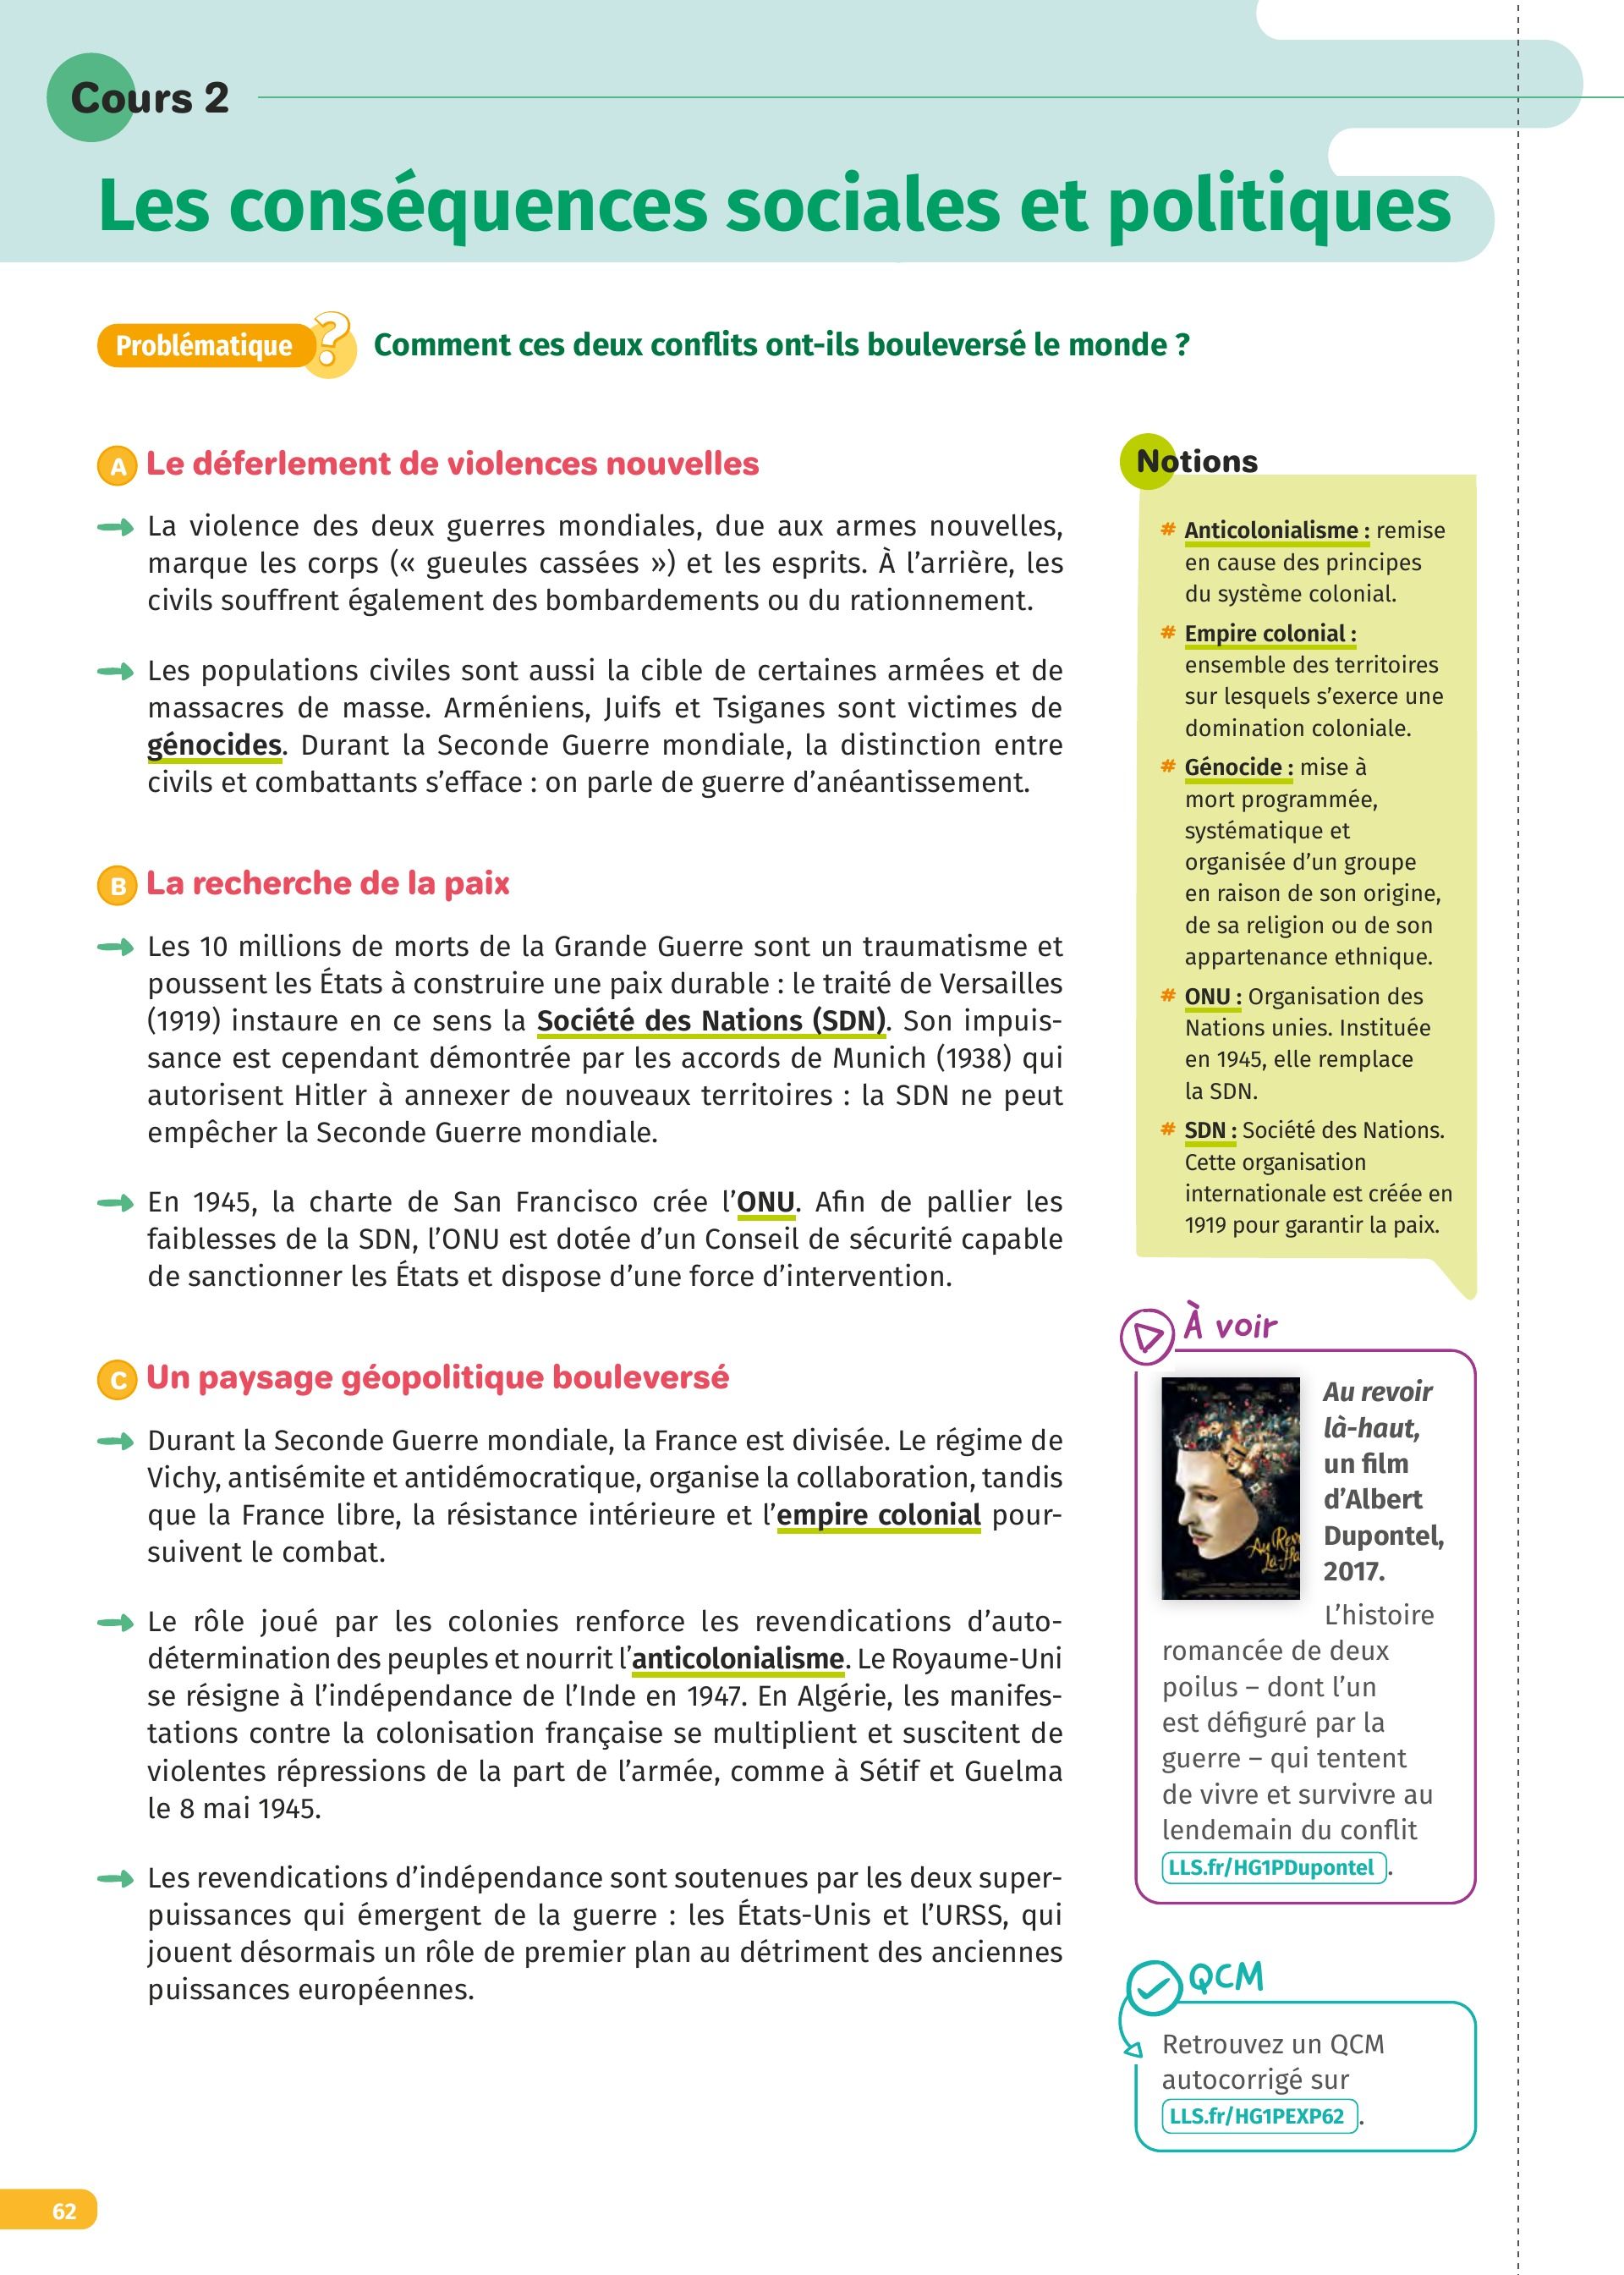 Cours 2
Les conséquences sociales et politiques
Problématique ?
Comment ces deux conflits ont-ils bouleversé le monde ?
A Le déferlement de violences nouvelles
La violence des deux guerres mondiales, due aux armes nouvelles,
marque les corps (« gueules cassées ») et les esprits. À l’arrière, les
civils souffrent également des bombardements ou du rationnement.
Les populations civiles sont aussi la cible de certaines armées et de
massacres de masse. Arméniens, Juifs et Tsiganes sont victimes de
génocides. Durant la Seconde Guerre mondiale, la distinction entre
civils et combattants s’efface : on parle de guerre d’anéantissement.
B La recherche de la paix
Les 10 millions de morts de la Grande Guerre sont un traumatisme et
poussent les États à construire une paix durable : le traité de Versailles
(1919) instaure en ce sens la Société des Nations (SDN). Son impuis-
sance est cependant démontrée par les accords de Munich (1938) qui
autorisent Hitler à annexer de nouveaux territoires : la SDN ne peut
empêcher la Seconde Guerre mondiale.
En 1945, la charte de San Francisco crée l’ONU. Afin de pallier les
faiblesses de la SDN, l’ONU est dotée d’un Conseil de sécurité capable
de sanctionner les États et dispose d’une force d’intervention.
C Un paysage géopolitique bouleversé
Durant la Seconde Guerre mondiale, la France est divisée. Le régime de
Vichy, antisémite et antidémocratique, organise la collaboration, tandis
que la France libre, la résistance intérieure et l’empire colonial pour-
suivent le combat.
Le rôle joué par les colonies renforce les revendications d’auto-
détermination des peuples et nourrit l’anticolonialisme. Le Royaume-Uni
se résigne à l’indépendance de l’Inde en 1947. En Algérie, les manifes-
tations contre la colonisation française se multiplient et suscitent de
violentes répressions de la part de l’armée, comme à Sétif et Guelma
le 8 mai 1945.
Les revendications d’indépendance sont soutenues par les deux super-
puissances qui émergent de la guerre : les États-Unis et l’URSS, qui
jouent désormais un rôle de premier plan au détriment des anciennes
puissances européennes.
Notions
# Anticolonialisme : remise
en cause des principes
du système colonial.
# Empire colonial :
ensemble des territoires
sur lesquels s’exerce une
domination coloniale.
# Génocide : mise à
mort programmée,
systématique et
organisée d’un groupe
en raison de son origine,
de sa religion ou de son
appartenance ethnique.
# ONU : Organisation des
Nations unies. Instituée
en 1945, elle remplace
la SDN.
# SDN : Société des Nations.
Cette organisation
internationale est créée en
1919 pour garantir la paix.
À voir
Au revoir
là-haut,
un film
d’Albert
Dupontel,
2017.
L’histoire
romancée de deux
poilus – dont l’un
est défiguré par la
guerre – qui tentent
de vivre et survivre au
lendemain du conflit
LLS.fr/HG1PDupontel .
QCM
Retrouvez un QCM
autocorrigé sur
LLS.fr/HG1PEXP62 .
62